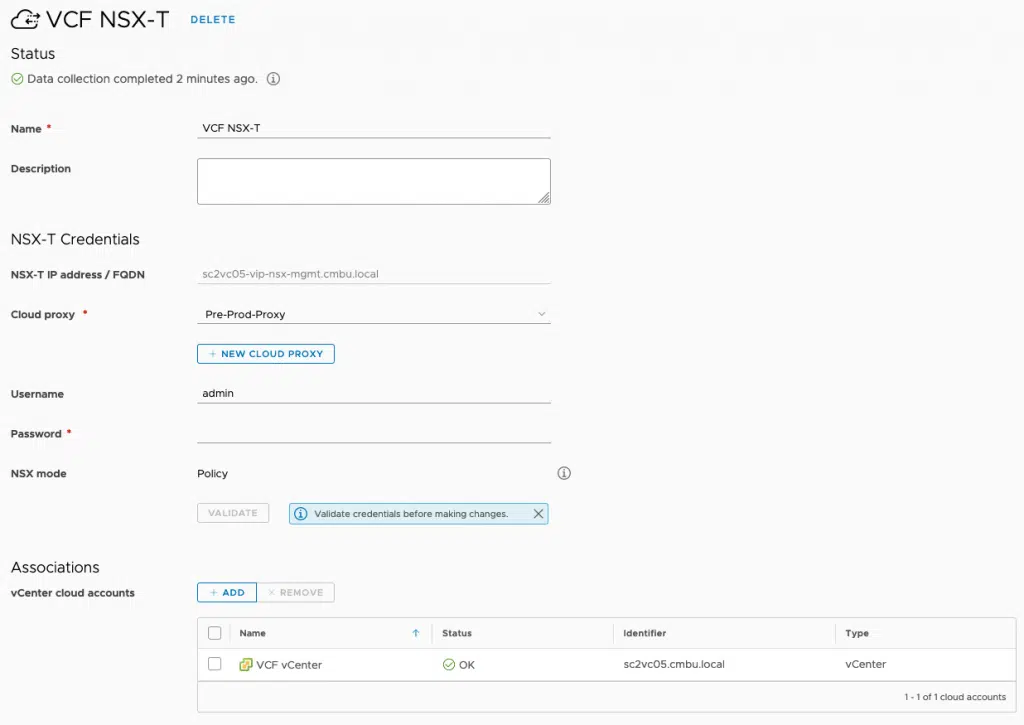 VCF NSX-T DELETE
Status
Data collection completed 2 minutes ago.
Name * VCF NSX-T
Description
NSX-T Credentials
NSX-T IP address / FQDN sc2vc05-vip-nsx-mgmt.cmbu.local
Cloud proxy * Pre-Prod-Proxy
+ NEW CLOUD PROXY
Username admin
Password *
NSX mode Policy
VALIDATE Validate credentials before making changes.
Associations
vCenter cloud accounts + ADD × REMOVE
Name Status Identifier Type
VCF vCenter OK sc2vc05.cmbu.local vCenter
1 - 1 of 1 cloud accounts